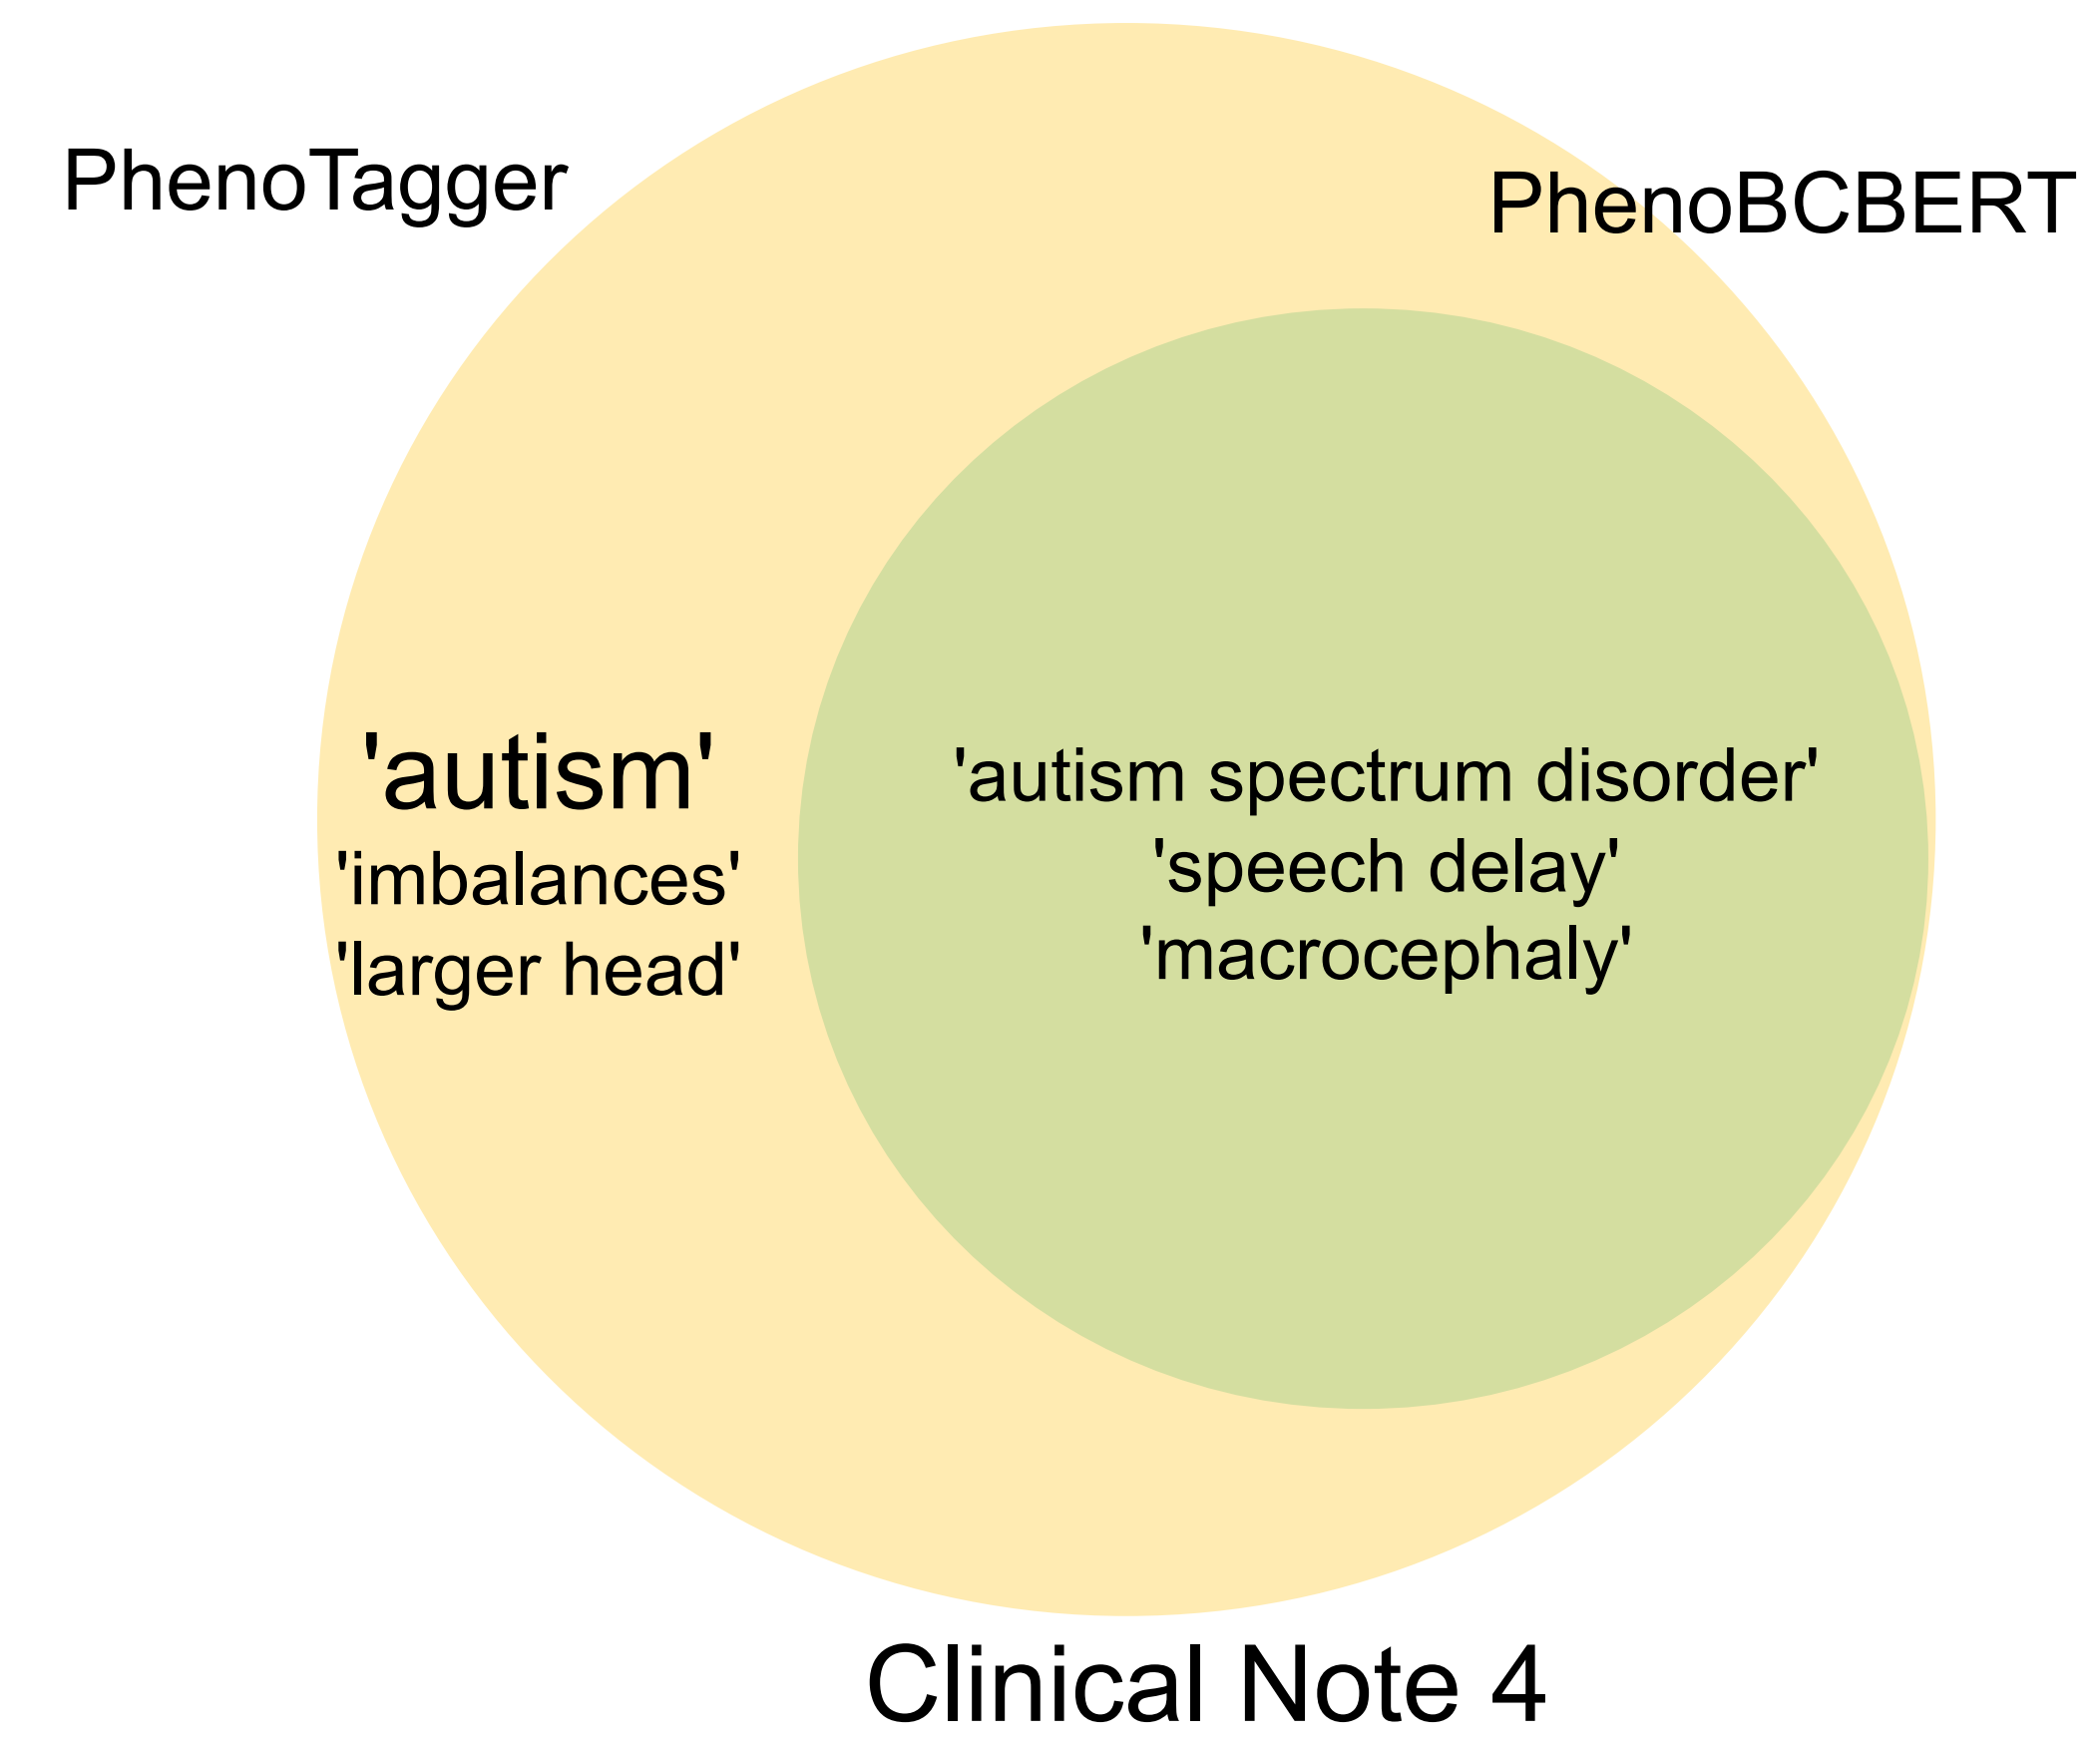 PhenoTagger
PhenoBCBERT
'autism'
'imbalances'
'larger head'
'autism spectrum disorder'
'speech delay'
'macrocephaly'
Clinical Note 4